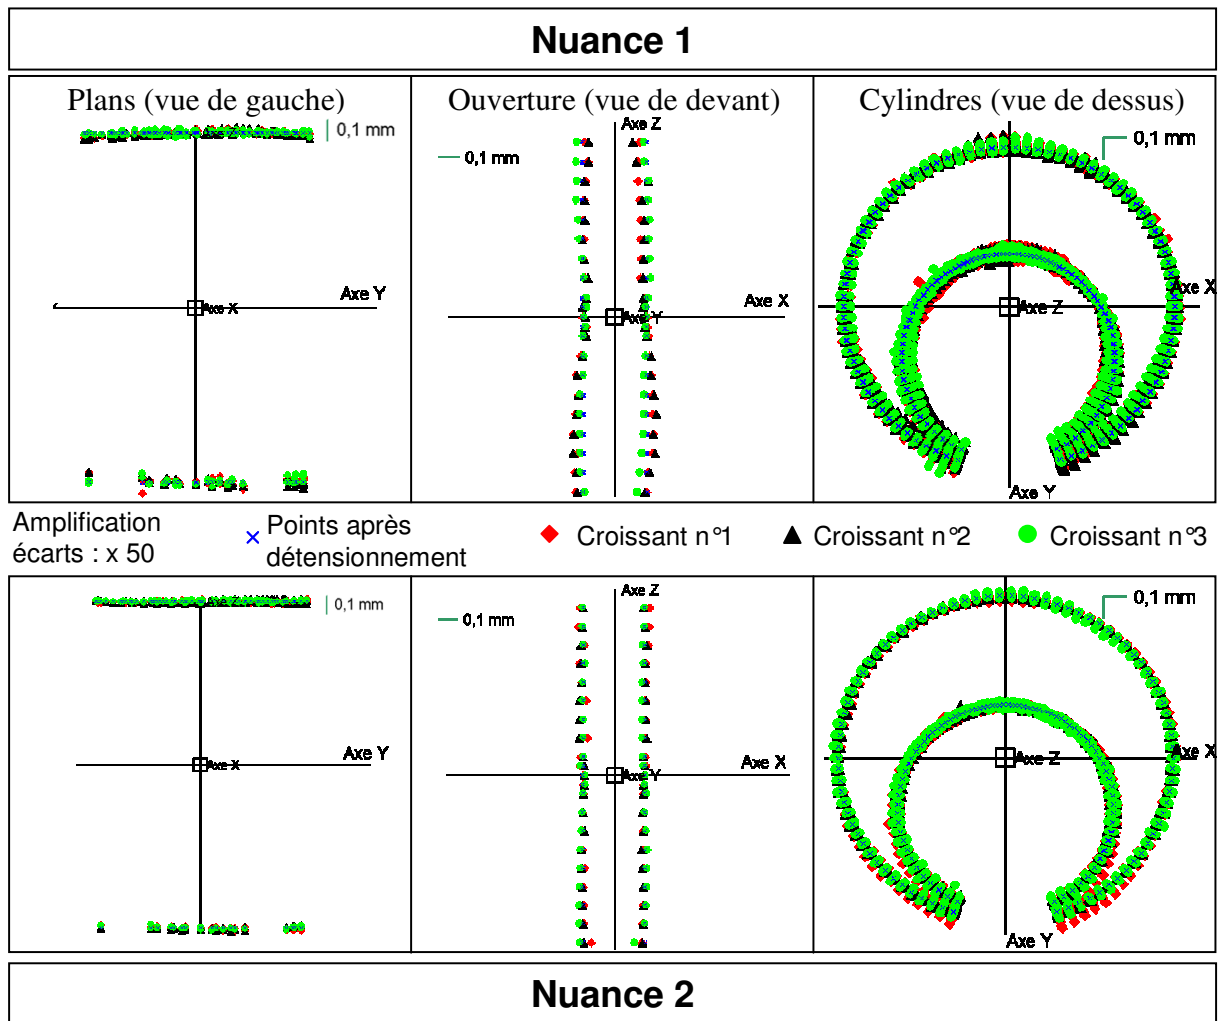 Nuance 1
Plans (vue de gauche)
0,1 mm
Axe Y
Axe X
Ouverture (vue de devant)
Axe Z
0,1 mm
Axe X
Axe Y
Cylindres (vue de dessus)
0,1 mm
Axe X
Axe Z
Axe Y
Amplification
écarts : x 50
Points après
détensionnement
Croissant n°1
Croissant n°2
Croissant n°3
0,1 mm
Axe Y
Axe X
Axe Z
0,1 mm
Axe X
Axe Y
0,1 mm
Axe X
Axe Z
Axe Y
Nuance 2